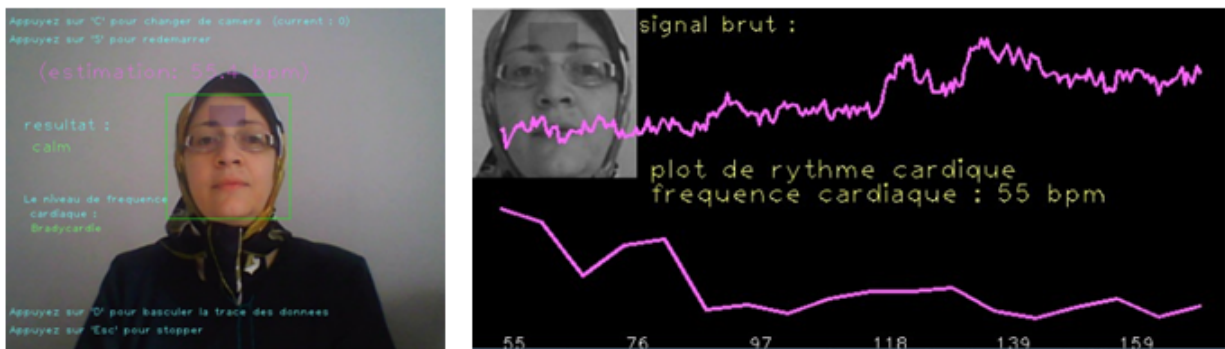 Appuyez sur 'C' pour changer de camera (current : 0)
Appuyez sur 'S' pour redemarrer
(estimation: 55.1 bpm)
resultat :
calm
Le niveau de frequence
cardiaque :
Bradycardie
Appuyez sur 'D' pour basculer la trace des donnees
Appuyez sur 'Esc' pour stopper
signal brut :
plot de rythme cardique
frequence cardiaque : 55 bpm
55 76 97 118 139 159